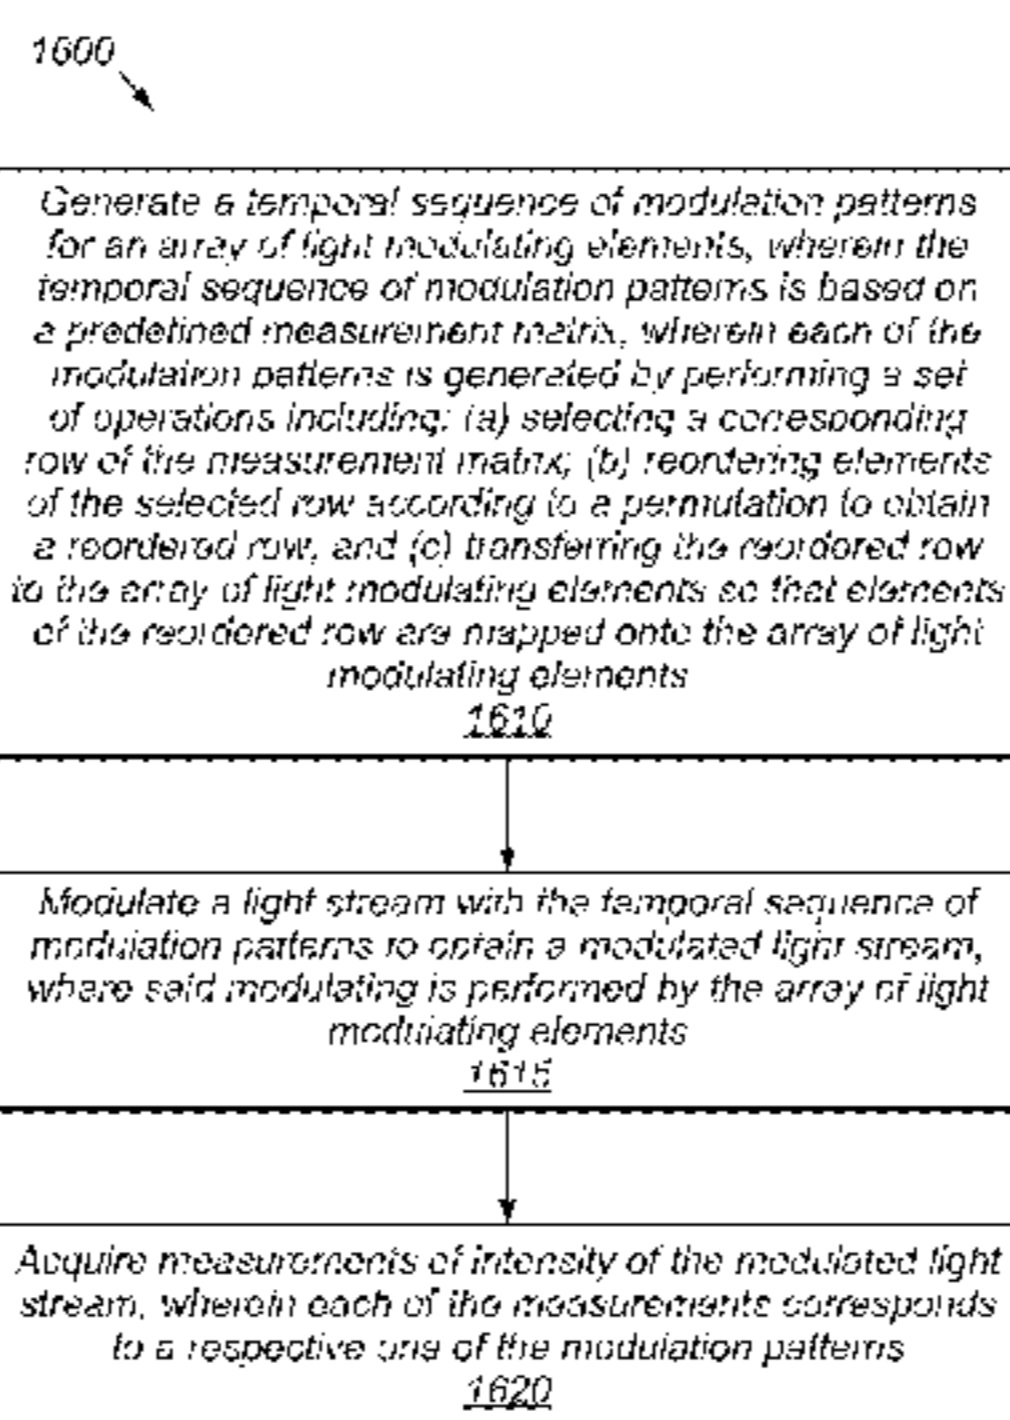 1600
Generate a temporal sequence of modulation patterns
for an array of light modulating elements, wherein the
temporal sequence of modulation patterns is based on
a predefined measurement matrix, wherein each of the
modulation patterns is generated by performing a set
of operations including: (a) selecting a corresponding
row of the measurement matrix; (b) reordering elements
of the selected row according to a permutation to obtain
a reordered row, and (c) transferring the reordered row
to the array of light modulating elements so that elements
of the reordered row are mapped onto the array of light
modulating elements
1610
Modulate a light stream with the temporal sequence of
modulation patterns to obtain a modulated light stream,
where said modulating is performed by the array of light
modulating elements
1615
Acquire measurements of intensity of the modulated light
stream, wherein each of the measurements corresponds
to a respective one of the modulation patterns
1620